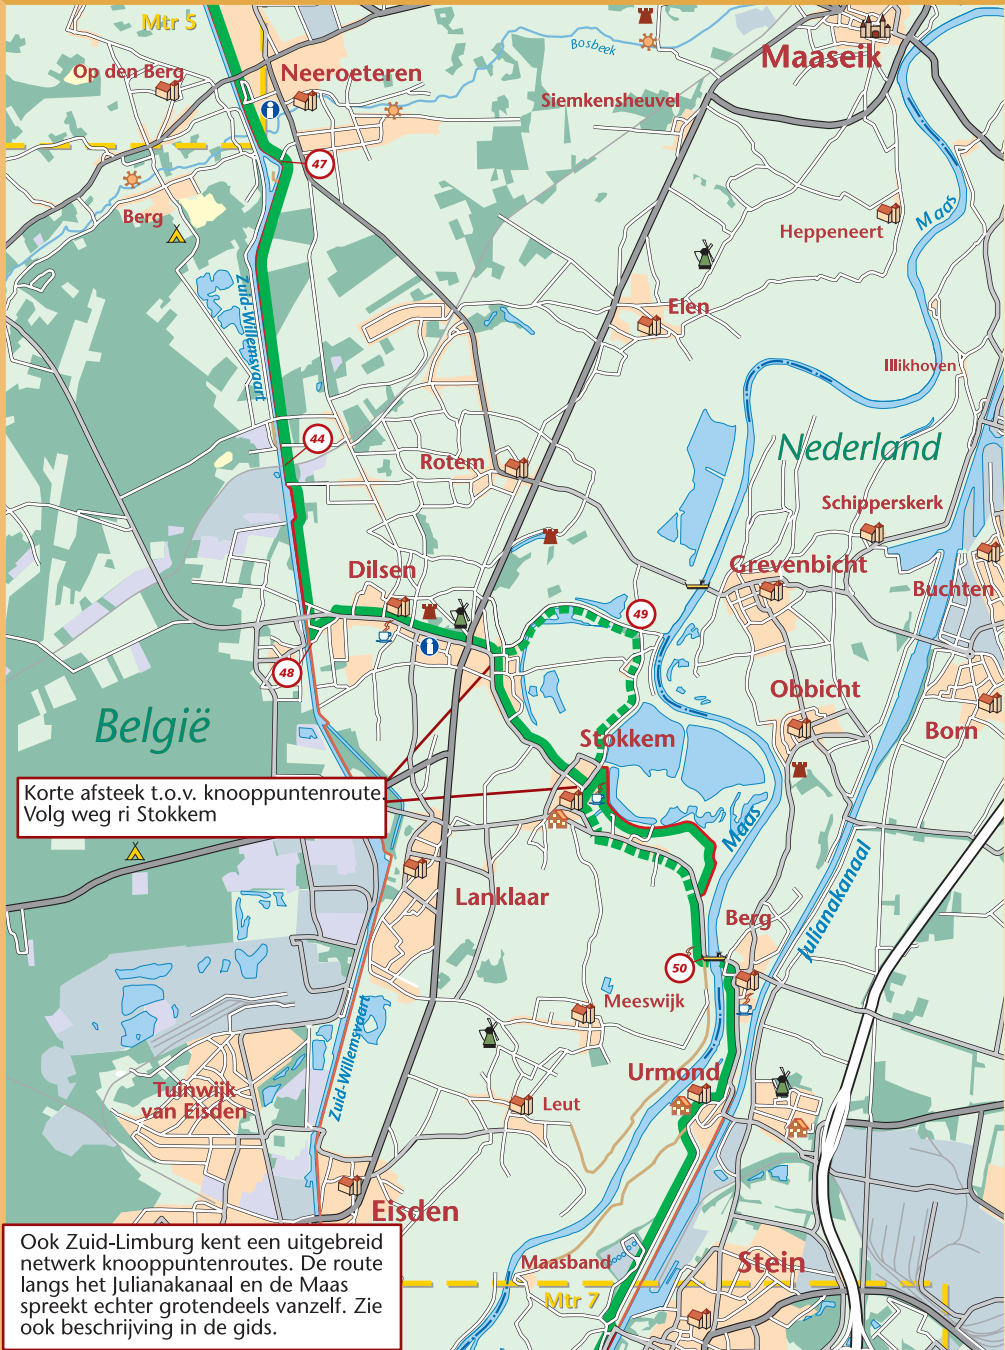 Mtr 5
Bosbeek
Maaseik
Op den Berg
Neeroeteren
Siemkensheuvel
47
Berg
Heppeneert
Maas
Zuid-Willemsvaart
Elen
Illikhoven
44
Nederland
Rotem
Schipperskerk
Dilsen
Grevenbicht
Buchten
49
48
Obbicht
België
Stokkem
Born
Korte afsteek t.o.v. knooppuntenroute.
Volg weg ri Stokkem
Maas
Julianakanaal
Lanklaar
Berg
50
Meeswijk
Zuid-Willemsvaart
Urmond
Tuinwijk
van Eisden
Leut
Eisden
Ook Zuid-Limburg kent een uitgebreid
netwerk knooppuntenroutes. De route
langs het Julianakanaal en de Maas
spreekt echter grotendeels vanzelf. Zie
ook beschrijving in de gids.
Maasband
Stein
Mtr 7